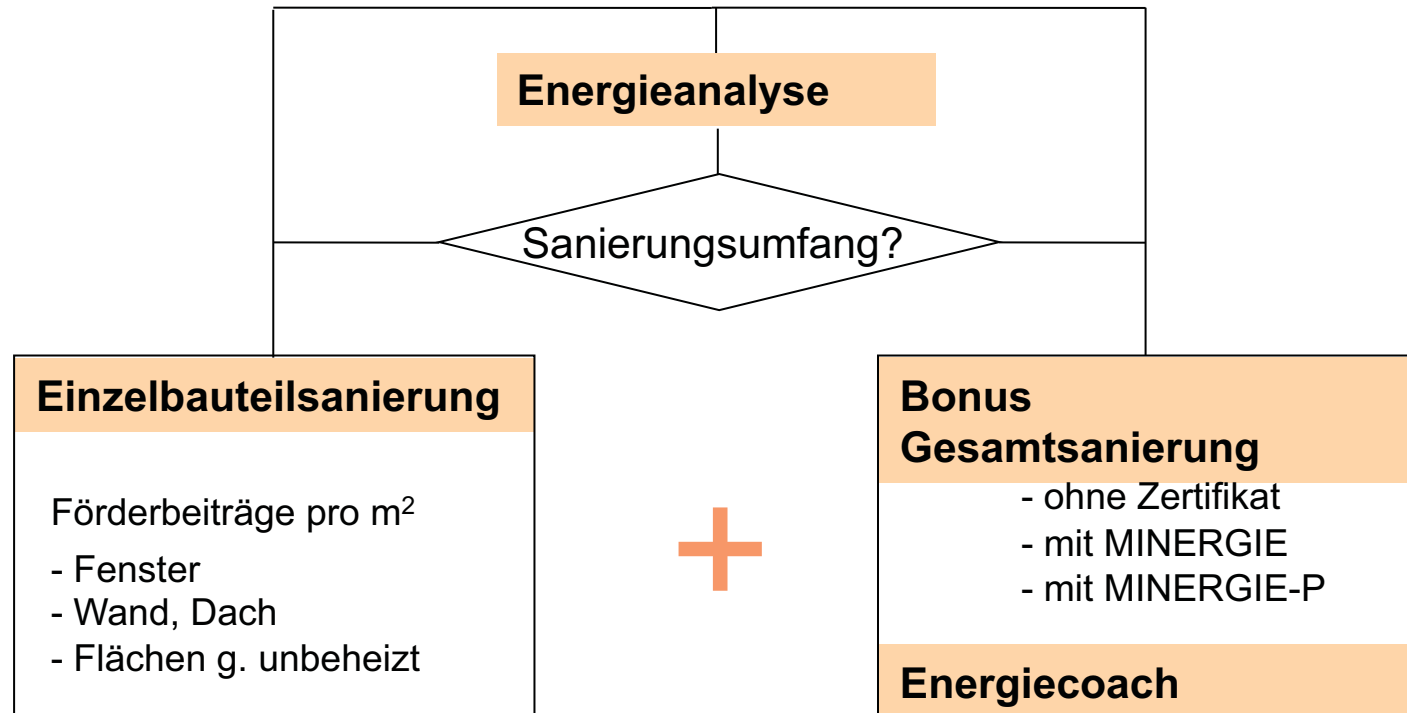 Energieanalyse
Sanierungsumfang?
Einzelbauteilsanierung
Förderbeiträge pro m²
- Fenster
- Wand, Dach
- Flächen g. unbeheizt
+
Bonus
Gesamtsanierung
- ohne Zertifikat
- mit MINERGIE
- mit MINERGIE-P
Energiecoach